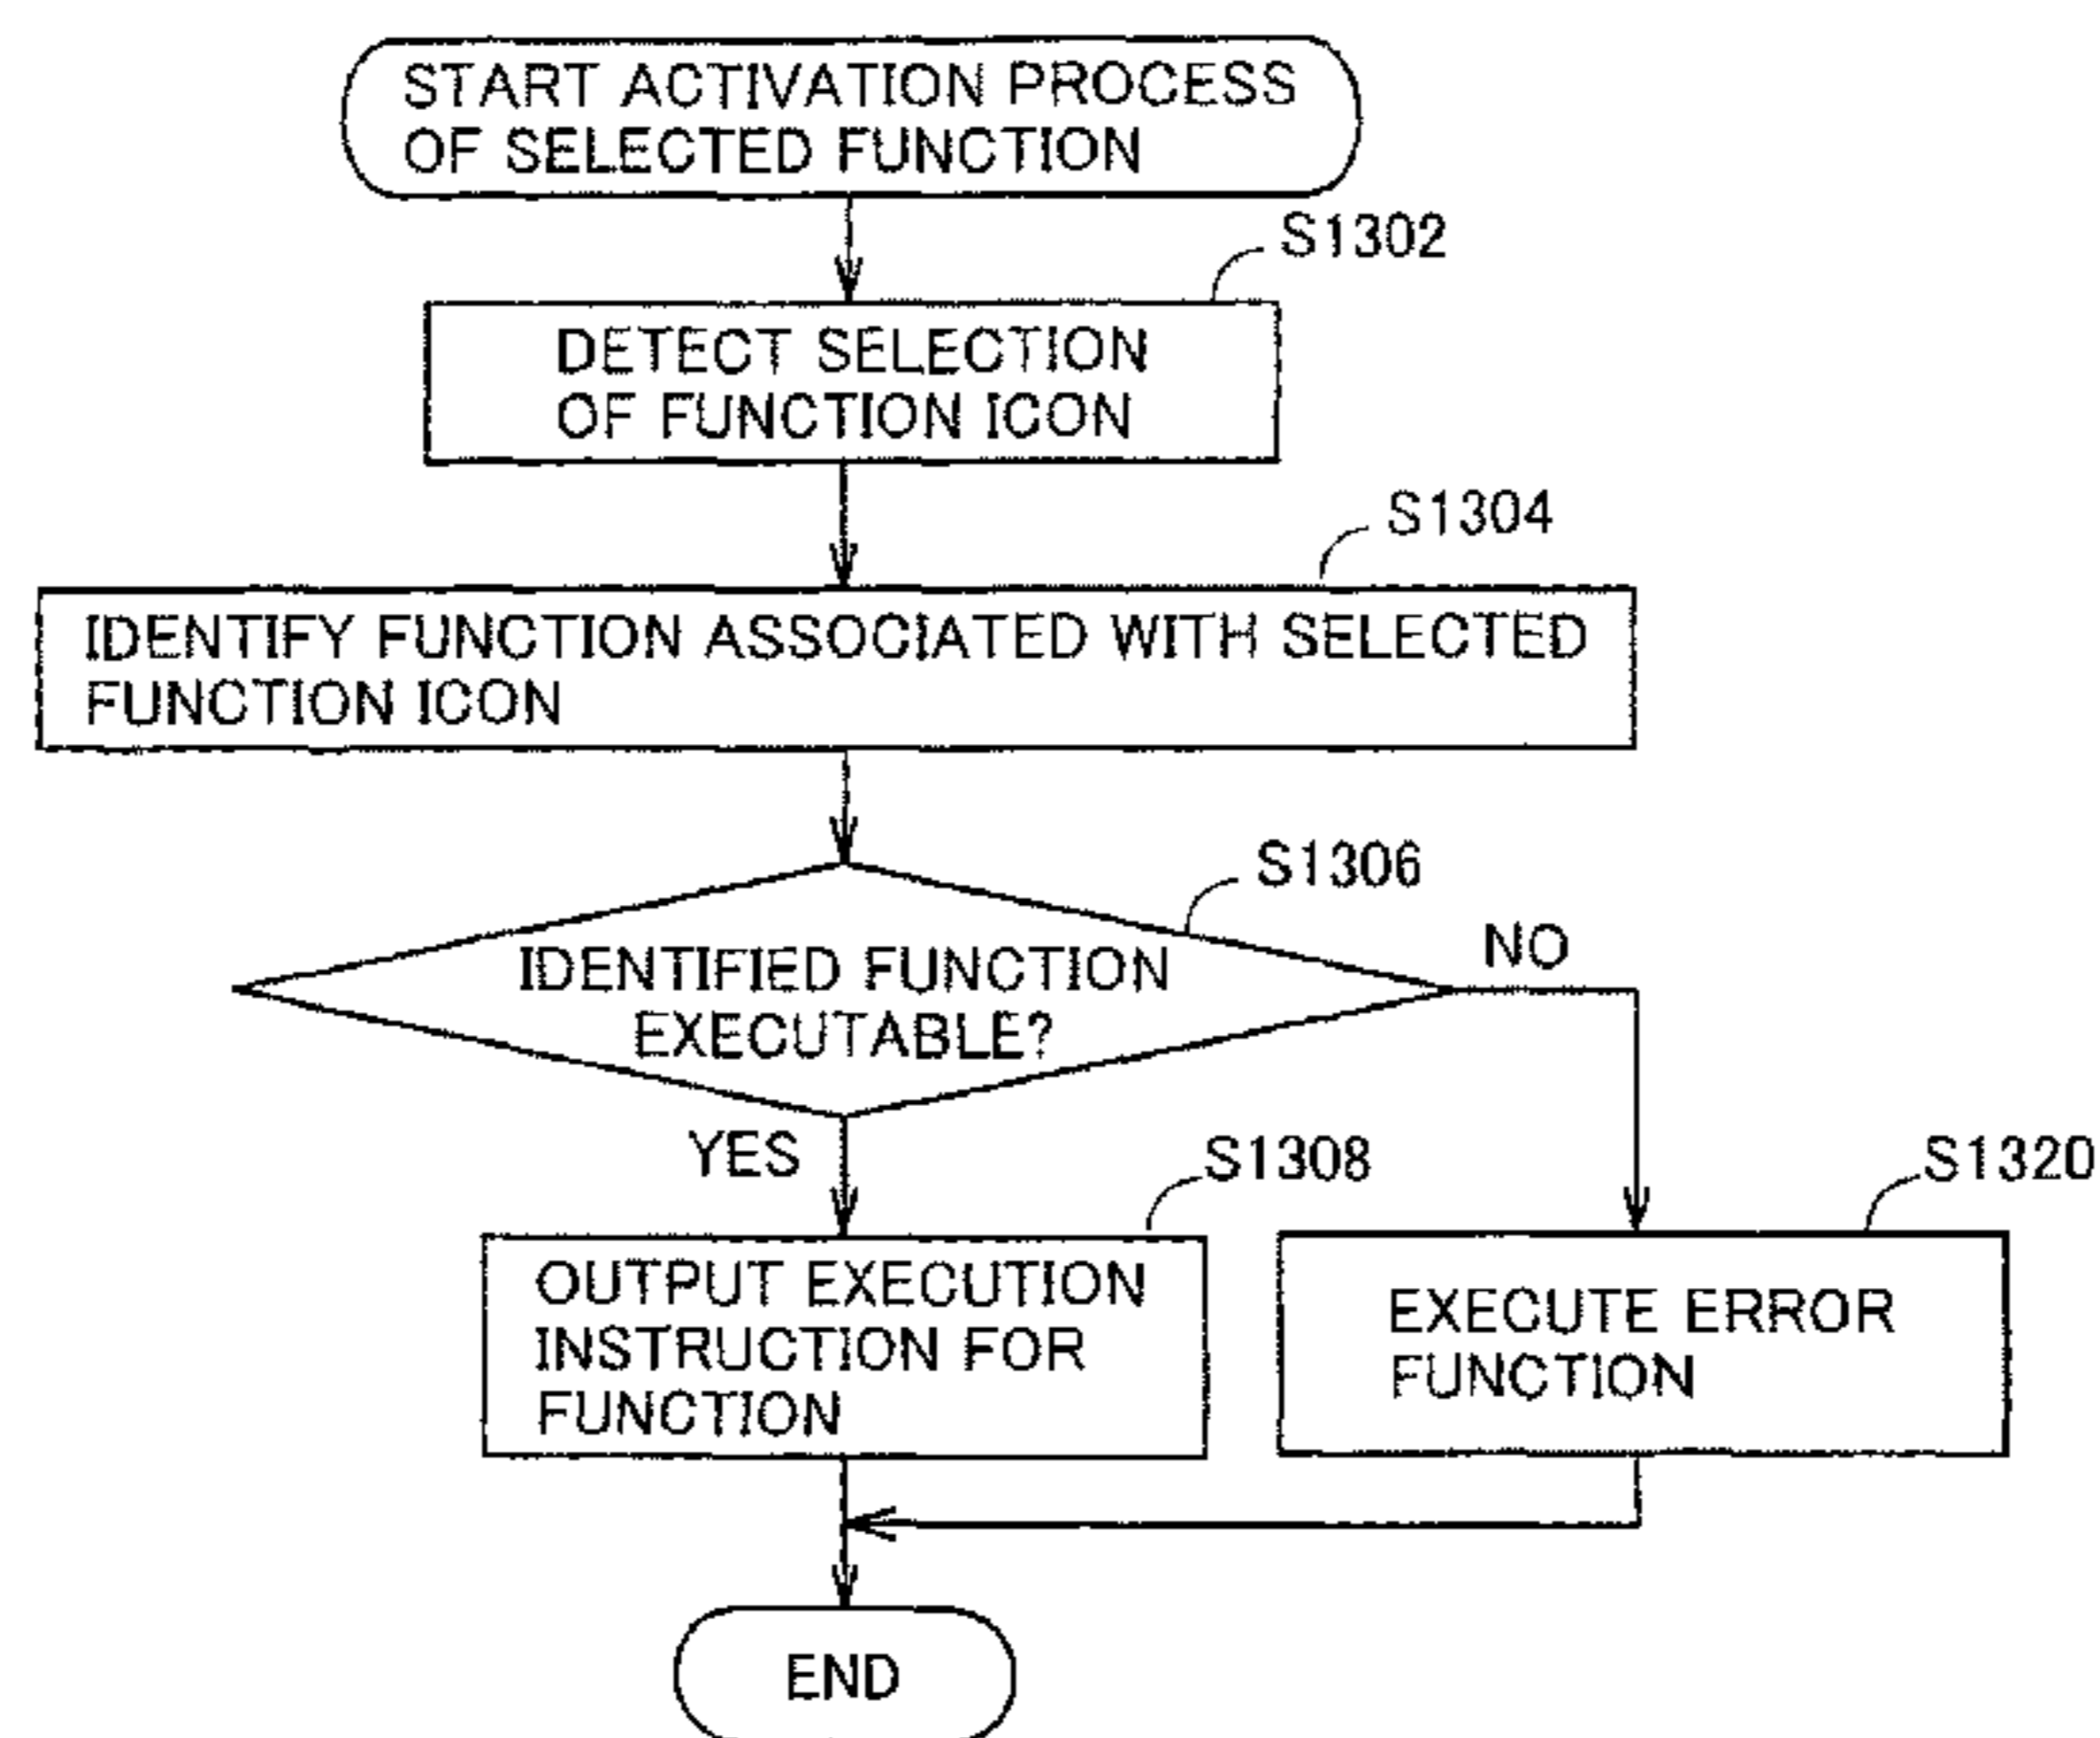 START ACTIVATION PROCESS
OF SELECTED FUNCTION
S1302
DETECT SELECTION
OF FUNCTION ICON
S1304
IDENTIFY FUNCTION ASSOCIATED WITH SELECTED
FUNCTION ICON
S1306
NO
IDENTIFIED FUNCTION
EXECUTABLE?
YES
S1308
S1320
OUTPUT EXECUTION
INSTRUCTION FOR
FUNCTION
EXECUTE ERROR
FUNCTION
END